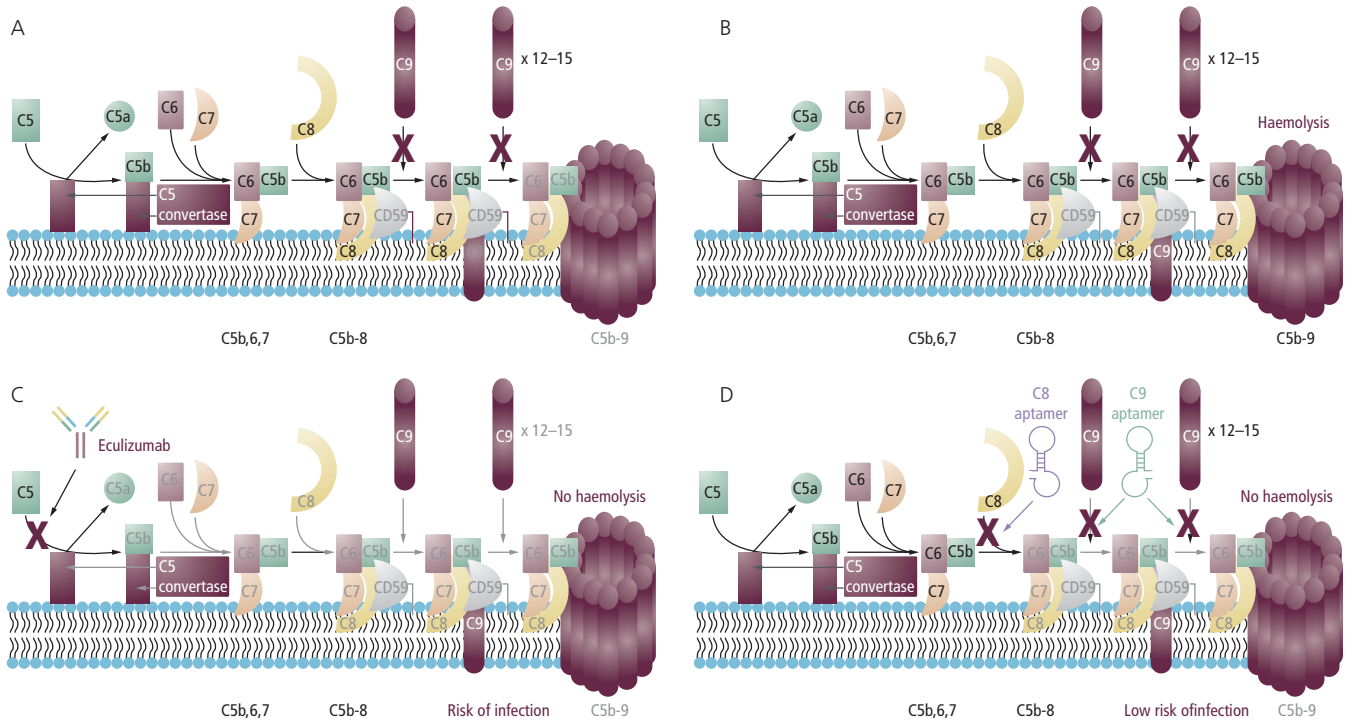 A
C9
C9
x 12–15
C5
C5a
C6
C7
C8
C5b
C6
C5b
C6
C5b
C6
C5b
C6
C5b
C5
convertase
C7
C7
CD59
C7
CD59
C7
C8
C8
C9
C8
C5b,6,7
C5b-8
C5b-9
B
C9
C9
x 12–15
Haemolysis
C5
C5a
C6
C7
C8
C5b
C6
C5b
C6
C5b
C6
C5b
C6
C5b
C5
convertase
C7
C7
CD59
C7
CD59
C7
C8
C8
C9
C8
C5b,6,7
C5b-8
C5b-9
C
Eculizumab
C9
C9
x 12–15
No haemolysis
C5
C5a
C6
C7
C8
C5b
C6
C5b
C6
C5b
C6
C5b
C6
C5b
C5
convertase
C7
C7
CD59
C7
CD59
C7
C8
C8
C9
C8
C5b,6,7
C5b-8
Risk of infection
C5b-9
D
C8
aptamer
C9
aptamer
C9
C9
x 12–15
No haemolysis
C5
C5a
C6
C7
C8
C5b
C6
C5b
C6
C5b
C6
C5b
C6
C5b
C5
convertase
C7
C7
CD59
C7
CD59
C7
C8
C8
C9
C8
C5b,6,7
C5b-8
Low risk ofinfection
C5b-9